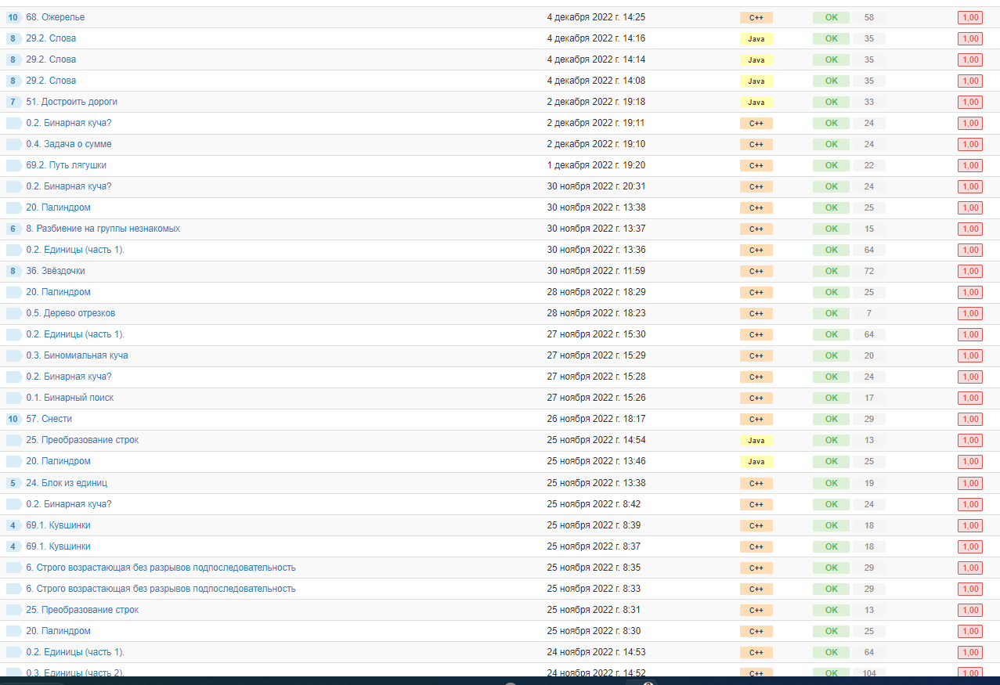 10 68. Ожерелье 4 декабря 2022 г. 14:25 C++ OK 58 1,00
8 29.2. Слова 4 декабря 2022 г. 14:16 Java OK 35 1,00
8 29.2. Слова 4 декабря 2022 г. 14:14 Java OK 35 1,00
8 29.2. Слова 4 декабря 2022 г. 14:08 Java OK 35 1,00
7 51. Достроить дороги 2 декабря 2022 г. 19:18 Java OK 33 1,00
0.2. Бинарная куча? 2 декабря 2022 г. 19:11 C++ OK 24 1,00
0.4. Задача о сумме 2 декабря 2022 г. 19:10 C++ OK 24 1,00
69.2. Путь лягушки 1 декабря 2022 г. 19:20 C++ OK 22 1,00
0.2. Бинарная куча? 30 ноября 2022 г. 20:31 C++ OK 24 1,00
20. Палиндром 30 ноября 2022 г. 13:38 C++ OK 25 1,00
6 8. Разбиение на группы незнакомых 30 ноября 2022 г. 13:37 C++ OK 15 1,00
0.2. Единицы (часть 1). 30 ноября 2022 г. 13:36 C++ OK 64 1,00
8 36. Звёздочки 30 ноября 2022 г. 11:59 C++ OK 72 1,00
20. Палиндром 28 ноября 2022 г. 18:29 C++ OK 25 1,00
0.5. Дерево отрезков 28 ноября 2022 г. 18:23 C++ OK 7 1,00
0.2. Единицы (часть 1). 27 ноября 2022 г. 15:30 C++ OK 64 1,00
0.3. Биномиальная куча 27 ноября 2022 г. 15:29 C++ OK 20 1,00
0.2. Бинарная куча? 27 ноября 2022 г. 15:28 C++ OK 24 1,00
0.1. Бинарный поиск 27 ноября 2022 г. 15:26 C++ OK 17 1,00
10 57. Снести 26 ноября 2022 г. 18:17 C++ OK 29 1,00
25. Преобразование строк 25 ноября 2022 г. 14:54 Java OK 13 1,00
20. Палиндром 25 ноября 2022 г. 13:46 Java OK 25 1,00
5 24. Блок из единиц 25 ноября 2022 г. 13:38 C++ OK 19 1,00
0.2. Бинарная куча? 25 ноября 2022 г. 8:42 C++ OK 24 1,00
4 69.1. Кувшинки 25 ноября 2022 г. 8:39 C++ OK 18 1,00
4 69.1. Кувшинки 25 ноября 2022 г. 8:37 C++ OK 18 1,00
6. Строго возрастающая без разрывов подпоследовательность 25 ноября 2022 г. 8:35 C++ OK 29 1,00
6. Строго возрастающая без разрывов подпоследовательность 25 ноября 2022 г. 8:33 C++ OK 29 1,00
25. Преобразование строк 25 ноября 2022 г. 8:31 C++ OK 13 1,00
20. Палиндром 25 ноября 2022 г. 8:30 C++ OK 25 1,00
0.2. Единицы (часть 1). 24 ноября 2022 г. 14:53 C++ OK 64 1,00
0.3. Единицы (часть 2). 24 ноября 2022 г. 14:52 C++ OK 104 1,00